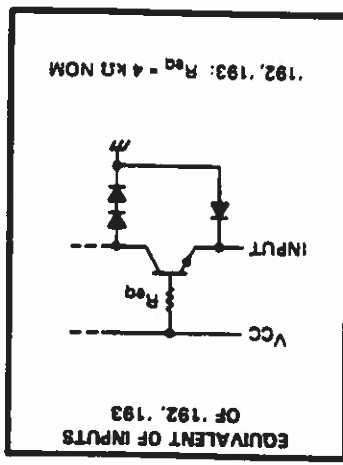 EQUIVALENT OF INPUTS
OF '192, '193
VCC
Req
INPUT
'192, '193: Req = 4 kΩ NOM